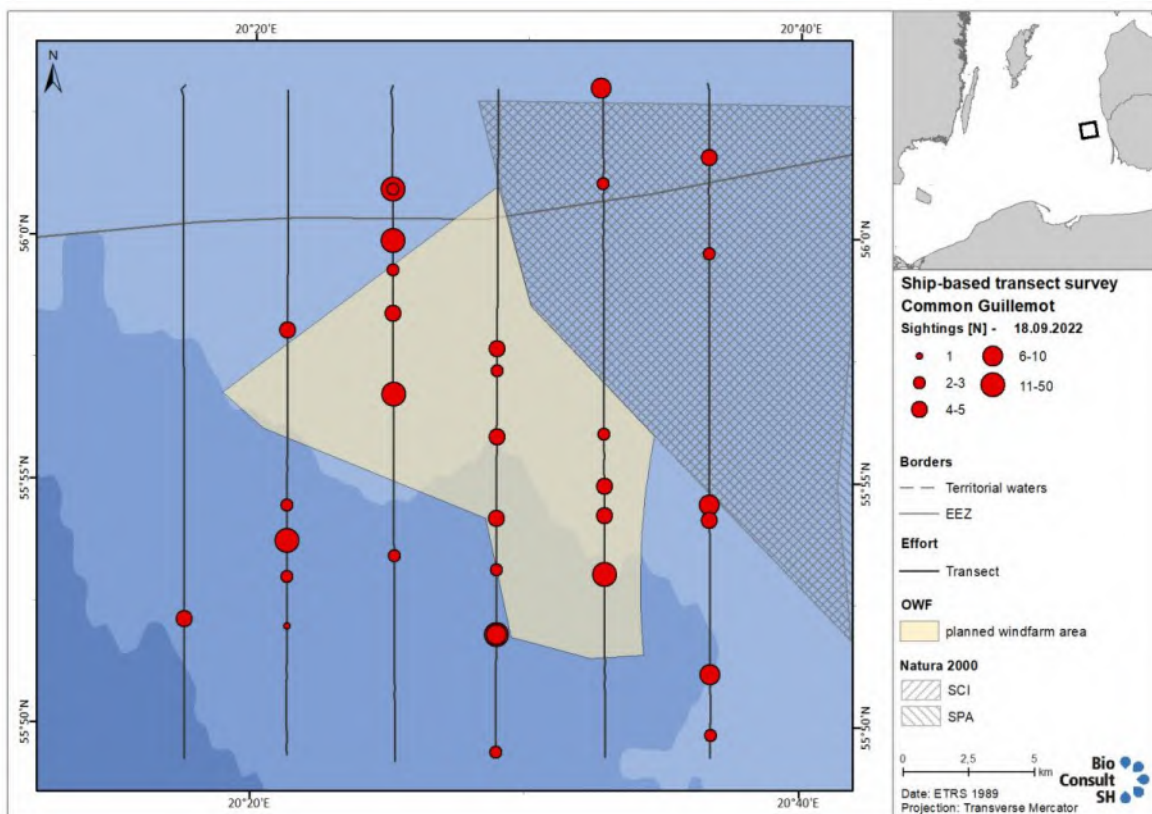 20°20'E
20°40'E
N
56°0'N
56°0'N
55°55'N
55°55'N
55°50'N
55°50'N
20°20'E
20°40'E
Ship-based transect survey
Common Guillemot
Sightings [N] - 18.09.2022
1
6-10
2-3
11-50
4-5
Borders
Territorial waters
EEZ
Effort
Transect
OWF
planned windfarm area
Natura 2000
SCI
SPA
0 2,5 5
km
Date: ETRS 1989
Projection: Transverse Mercator
Bio
Consult
SH